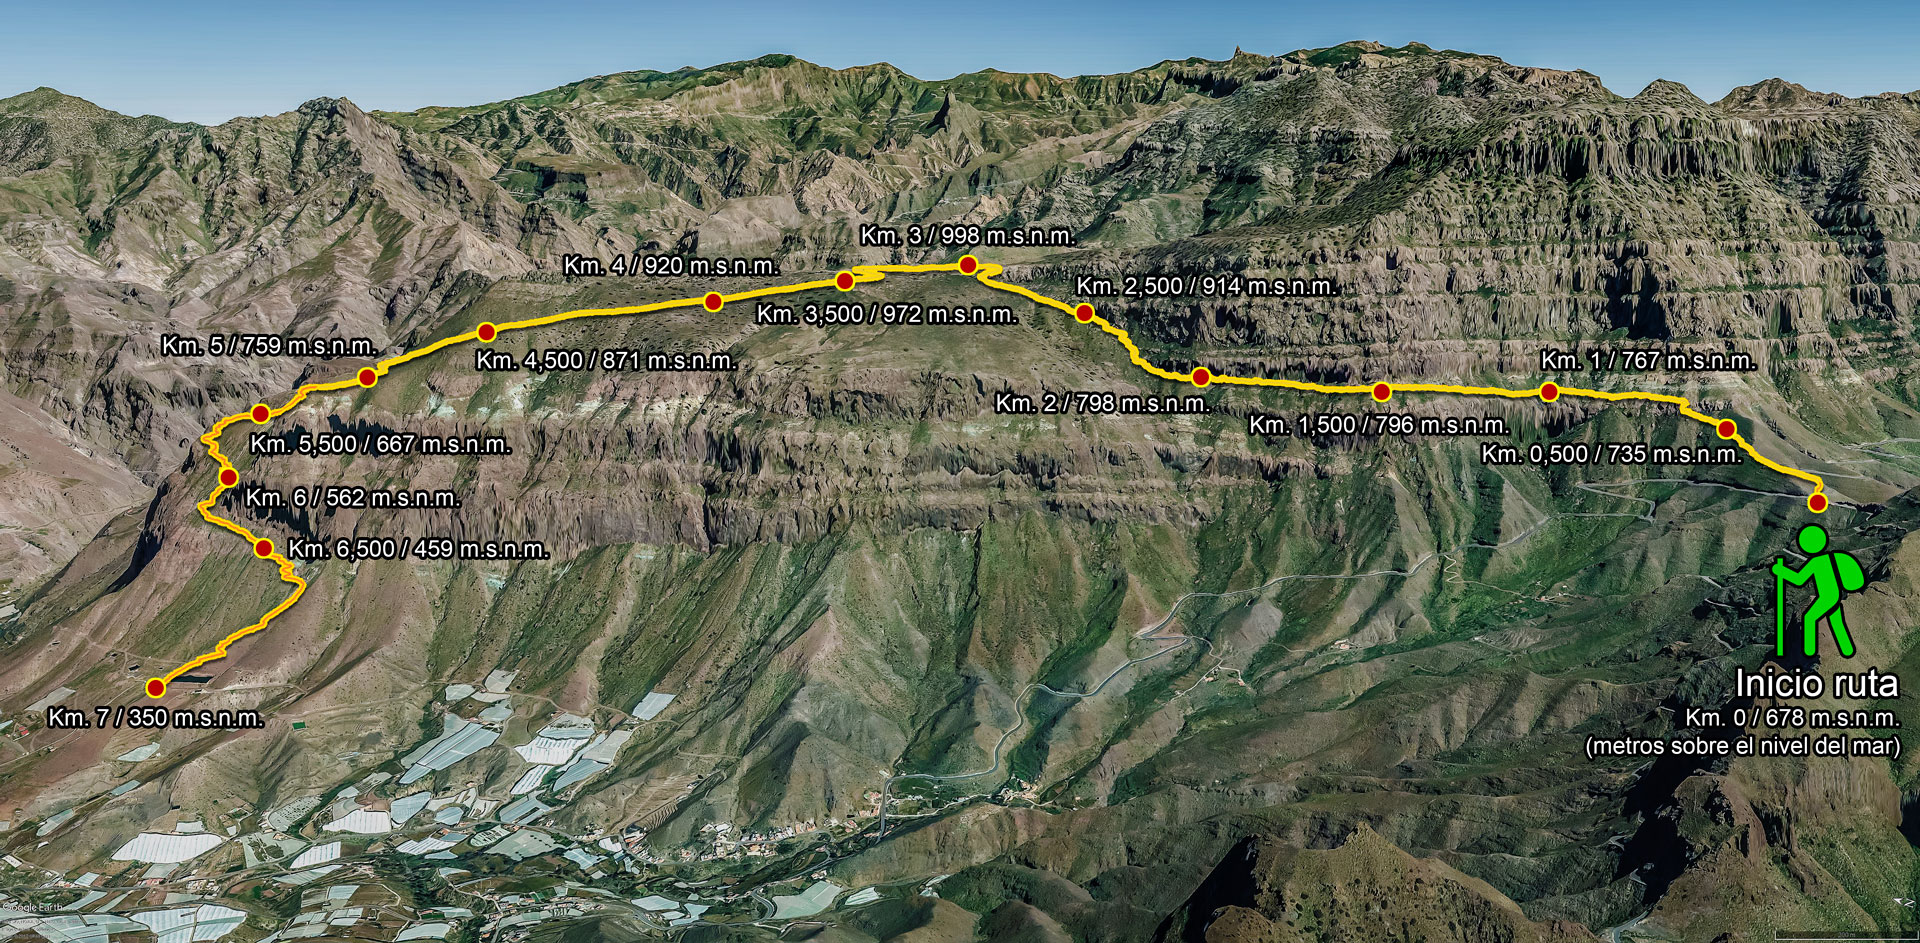 Km. 3 / 998 m.s.n.m.
Km. 4 / 920 m.s.n.m.
Km. 2,500 / 914 m.s.n.m.
Km. 3,500 / 972 m.s.n.m.
Km. 5 / 759 m.s.n.m.
Km. 4,500 / 871 m.s.n.m.
Km. 1 / 767 m.s.n.m.
Km. 2 / 798 m.s.n.m.
Km. 1,500 / 796 m.s.n.m.
Km. 0,500 / 735 m.s.n.m.
Km. 5,500 / 667 m.s.n.m.
Km. 6 / 562 m.s.n.m.
Km. 6,500 / 459 m.s.n.m.
Inicio ruta
Km. 7 / 350 m.s.n.m.
Km. 0 / 678 m.s.n.m.
(metros sobre el nivel del mar)
Google Earth